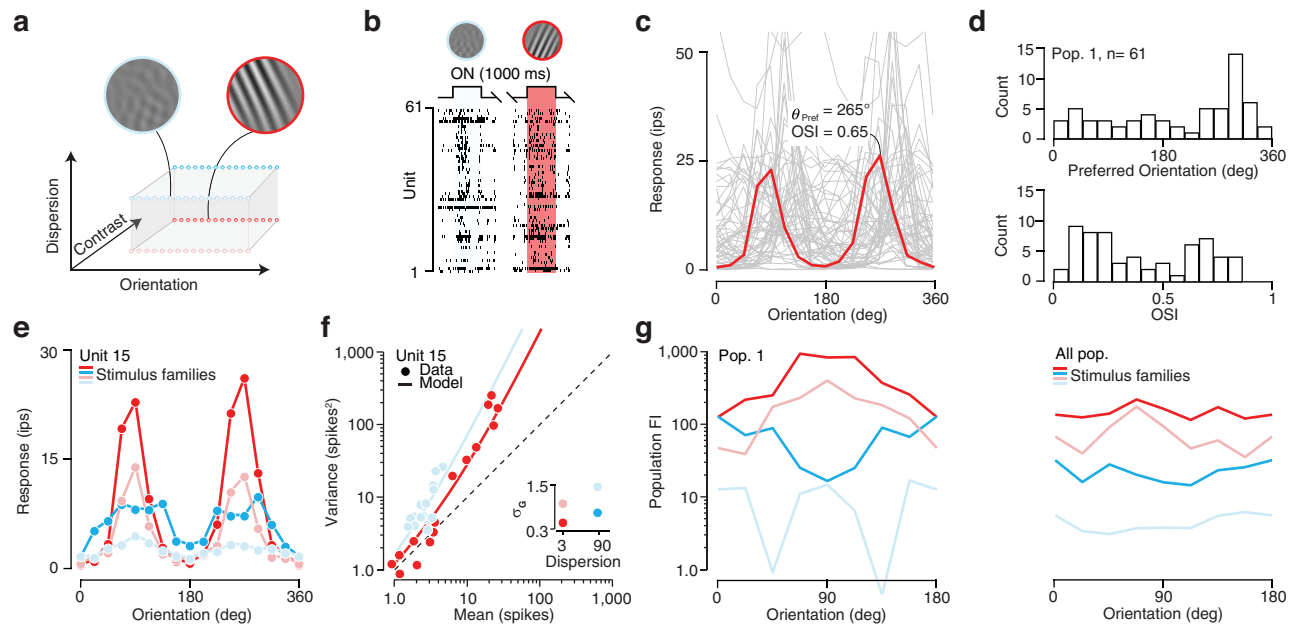 a
Dispersion
Contrast
Orientation
b
ON (1000 ms)
61
Unit
1
c
50
25
0
Response (ips)
θPref = 265°
OSI = 0.65
0
180
360
Orientation (deg)
d
15
10
5
0
Count
Pop. 1, n= 61
0
180
360
Preferred Orientation (deg)
15
10
5
0
Count
0
0.5
1
OSI
e
30
15
0
Response (ips)
Unit 15
Stimulus families
0
180
360
Orientation (deg)
f
1,000
100
10
1.0
Variance (spikes²)
Unit 15
Data
Model
1.5
0.3
σG
3
90
Dispersion
1.0
10
100
1,000
Mean (spikes)
g
1,000
100
10
1.0
Population FI
Pop. 1
0
90
180
Orientation (deg)
All pop.
Stimulus families
0
90
180
Orientation (deg)